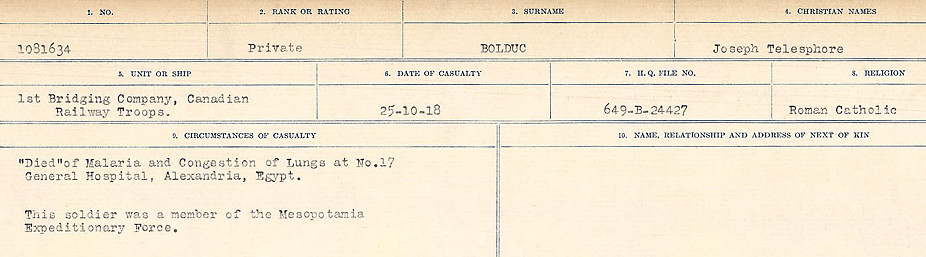 1. NO. 2. RANK OR RATING 3. SURNAME 4. CHRISTIAN NAMES
1081634 Private BOLDUC Joseph Telesphore
5. UNIT OR SHIP 6. DATE OF CASUALTY 7. H.Q. FILE NO. 8. RELIGION
1st Bridging Company, Canadian
Railway Troops. 25-10-18 649-B-24427 Roman Catholic
9. CIRCUMSTANCES OF CASUALTY 10. NAME, RELATIONSHIP AND ADDRESS OF NEXT OF KIN
"Died"of Malaria and Congestion of Lungs at No.17
General Hospital, Alexandria, Egypt.
This soldier was a member of the Mesopotamia
Expeditionary Force.